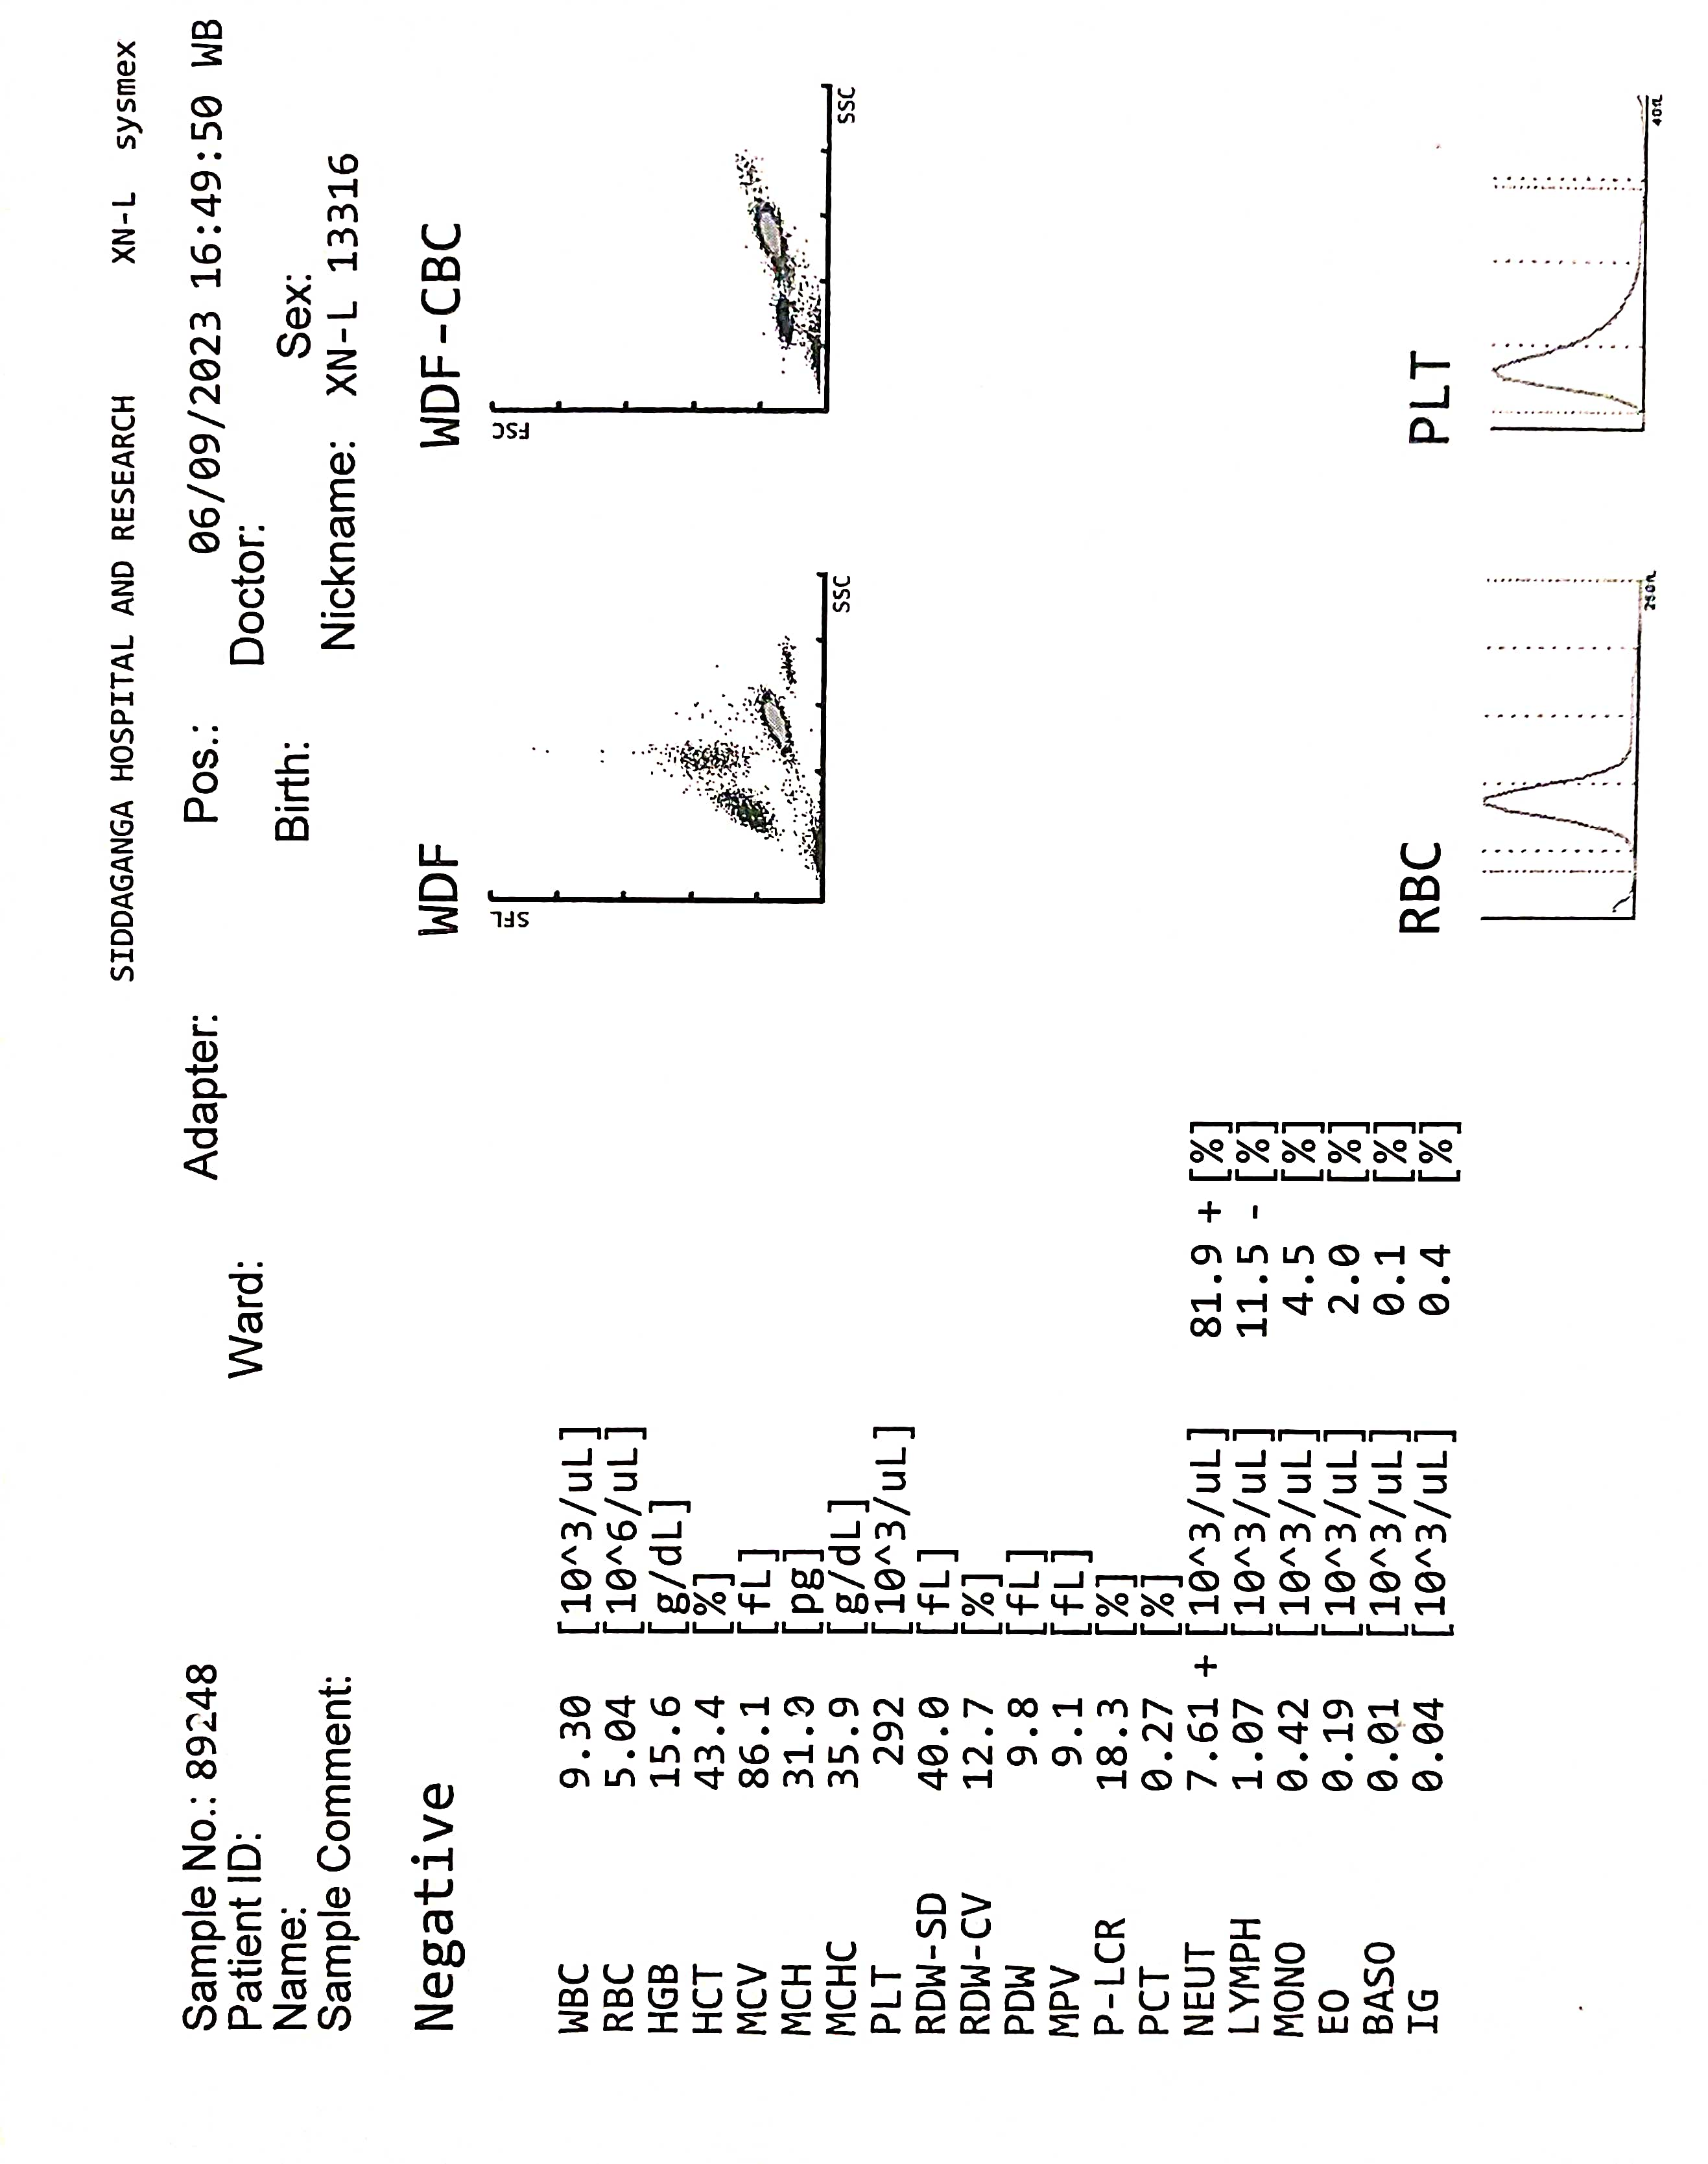 SIDDAGANGA HOSPITAL AND RESEARCH XN-L sysmex
Sample No.: 89248 Adapter: Pos.: 06/09/2023 16:49:50 WB
Patient ID: Ward: Doctor:
Name: Birth: Sex:
Sample Comment: Nickname: XN-L 13316
Negative WDF WDF-CBC
SFL SSC FSC SSC
WBC 9.30 [10^3/uL]
RBC 5.04 [10^6/uL]
HGB 15.6 [g/dL]
HCT 43.4 [%]
MCV 86.1 [fL]
MCH 31.0 [pg]
MCHC 35.9 [g/dL]
PLT 292 [10^3/uL]
RDW-SD 40.0 [fL]
RDW-CV 12.7 [%]
PDW 9.8 [fL]
MPV 9.1 [fL]
P-LCR 18.3 [%]
PCT 0.27 [%]
NEUT 7.61 + [10^3/uL] 81.9 + [%]
LYMPH 1.07 [10^3/uL] 11.5 - [%]
MONO 0.42 [10^3/uL] 4.5 [%]
EO 0.19 [10^3/uL] 2.0 [%]
BASO 0.01 [10^3/uL] 0.1 [%]
IG 0.04 [10^3/uL] 0.4 [%]
RBC PLT
250fL 40fL